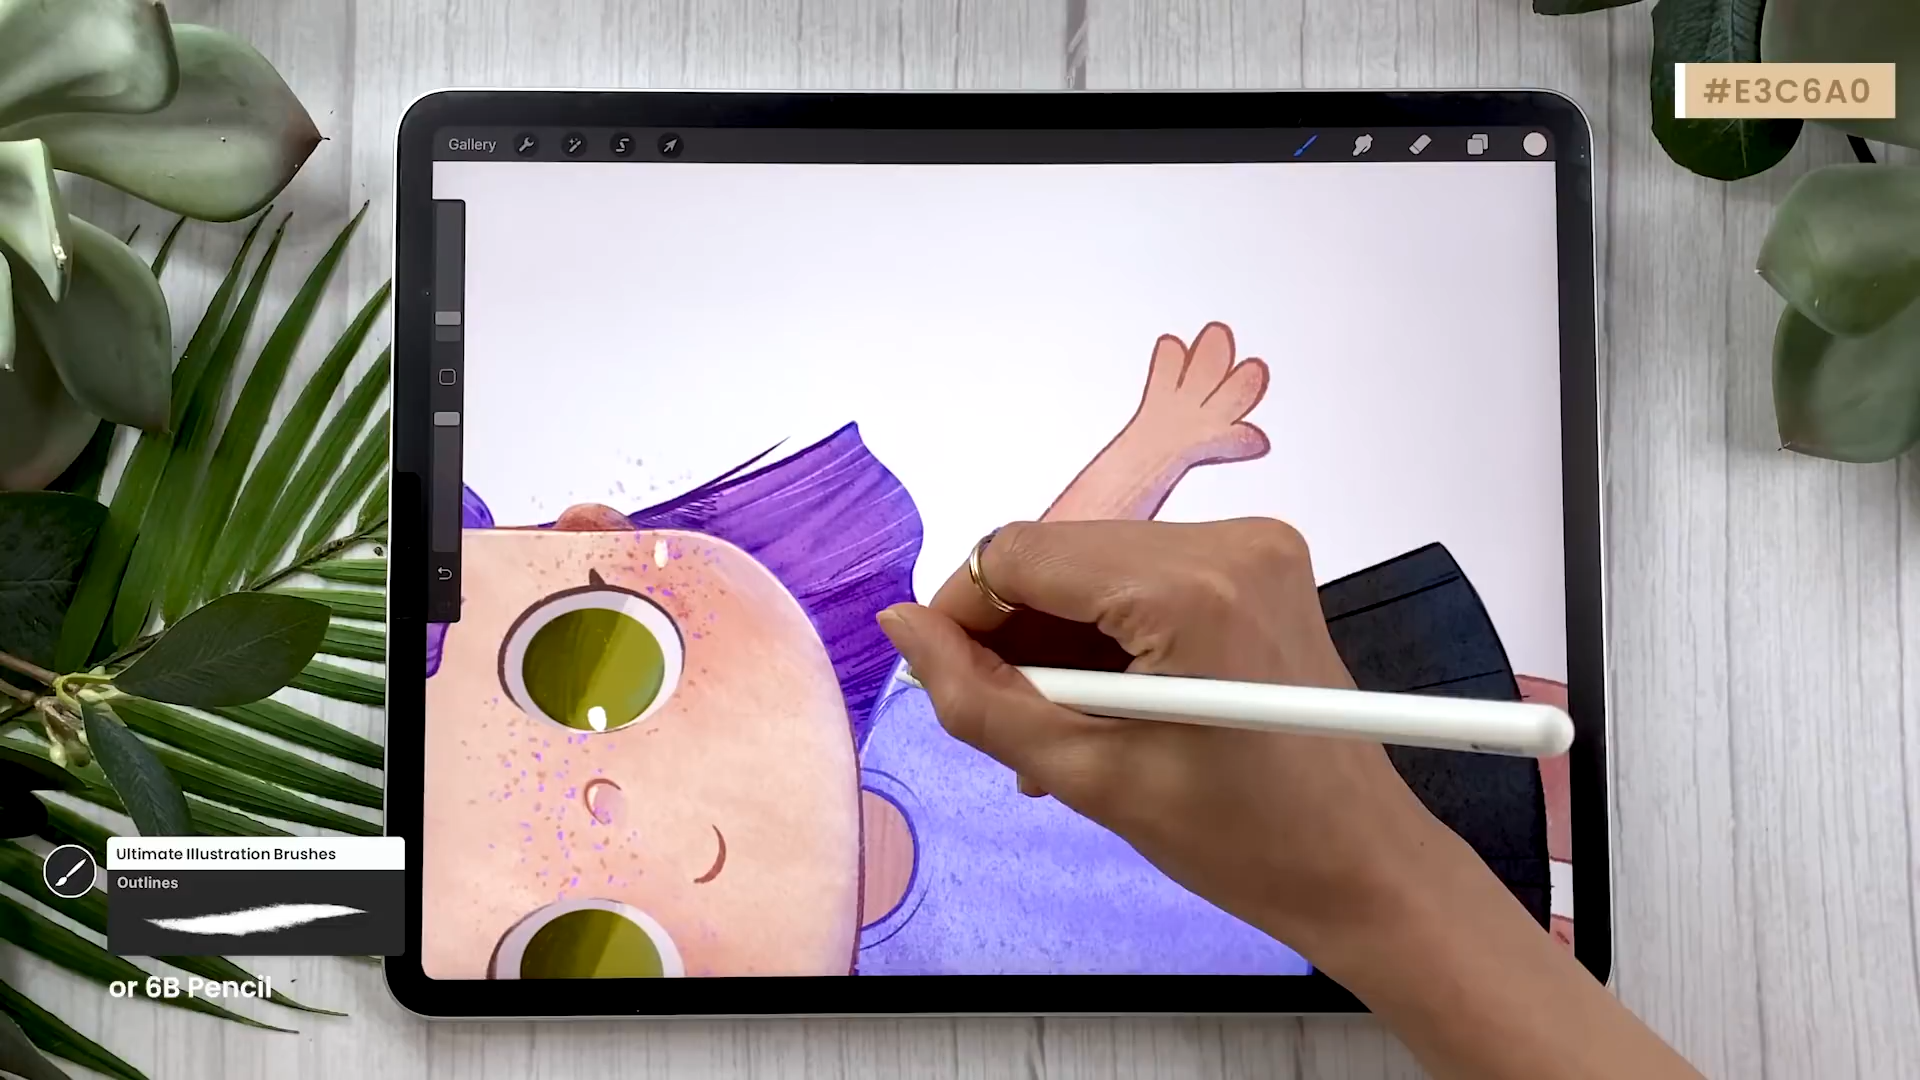 #E3C6A0
Gallery
Ultimate Illustration Brushes
Outlines
or 6B Pencil